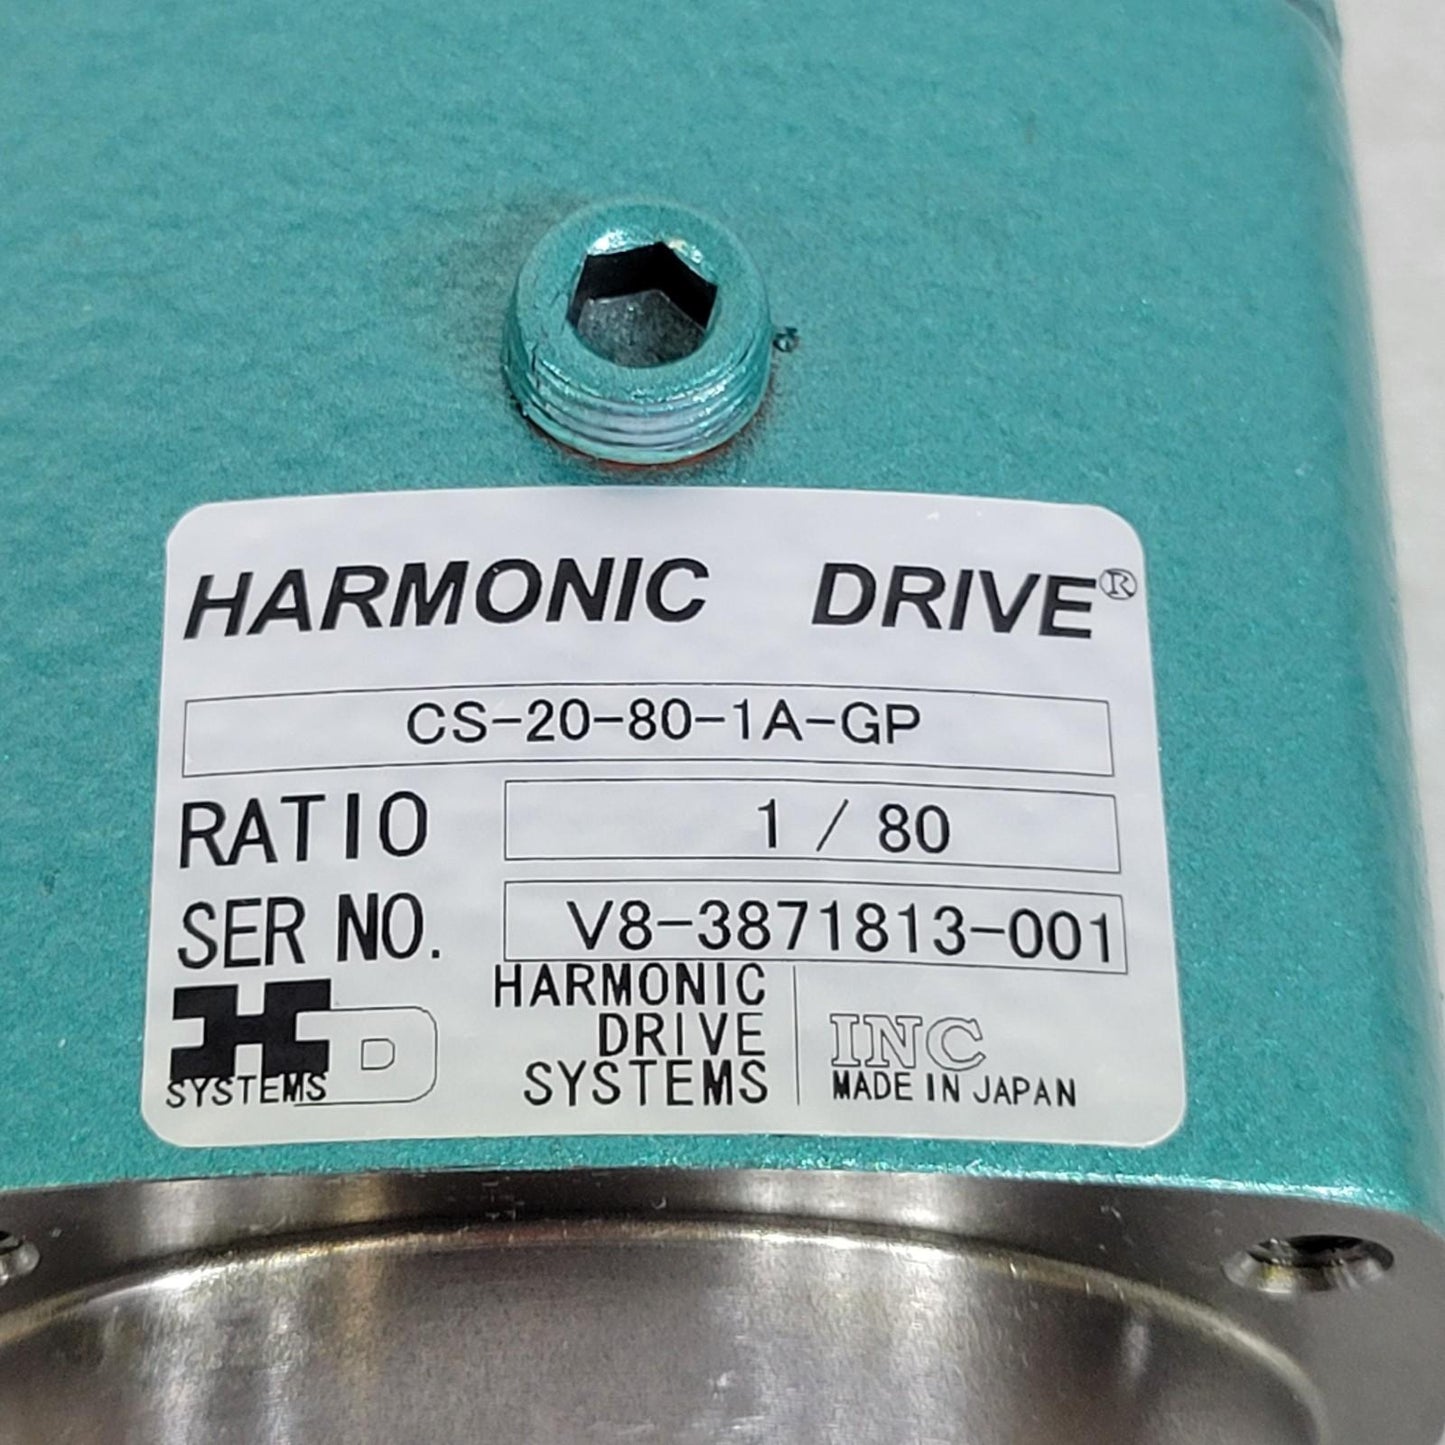 HARMONIC DRIVE®
CS-20-80-1A-GP
RATIO 1 / 80
SER NO. V8-3871813-001
HD
SYSTEMS
HARMONIC
DRIVE
SYSTEMS
INC
MADE IN JAPAN